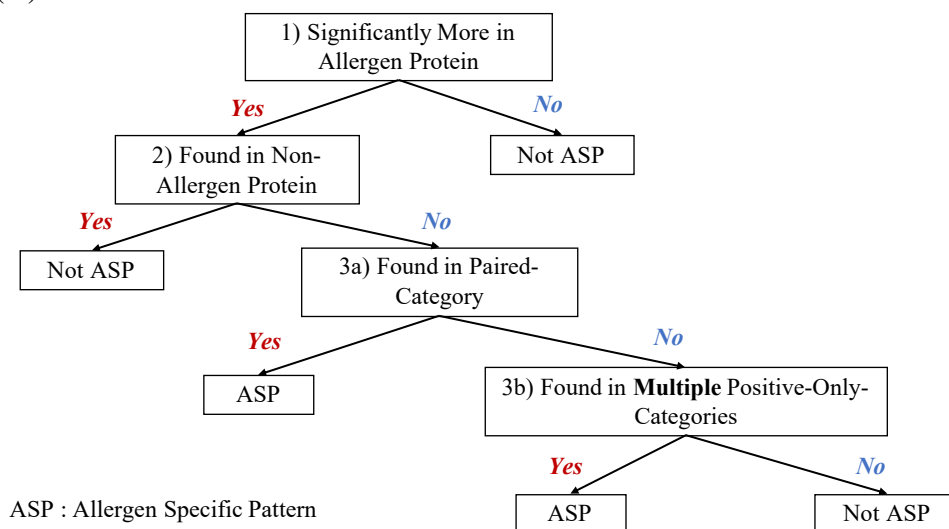 1) Significantly More in
Allergen Protein
Yes
No
2) Found in Non-
Allergen Protein
Not ASP
Yes
No
Not ASP
3a) Found in Paired-
Category
Yes
No
ASP
3b) Found in Multiple Positive-Only-
Categories
Yes
No
ASP : Allergen Specific Pattern
ASP
Not ASP